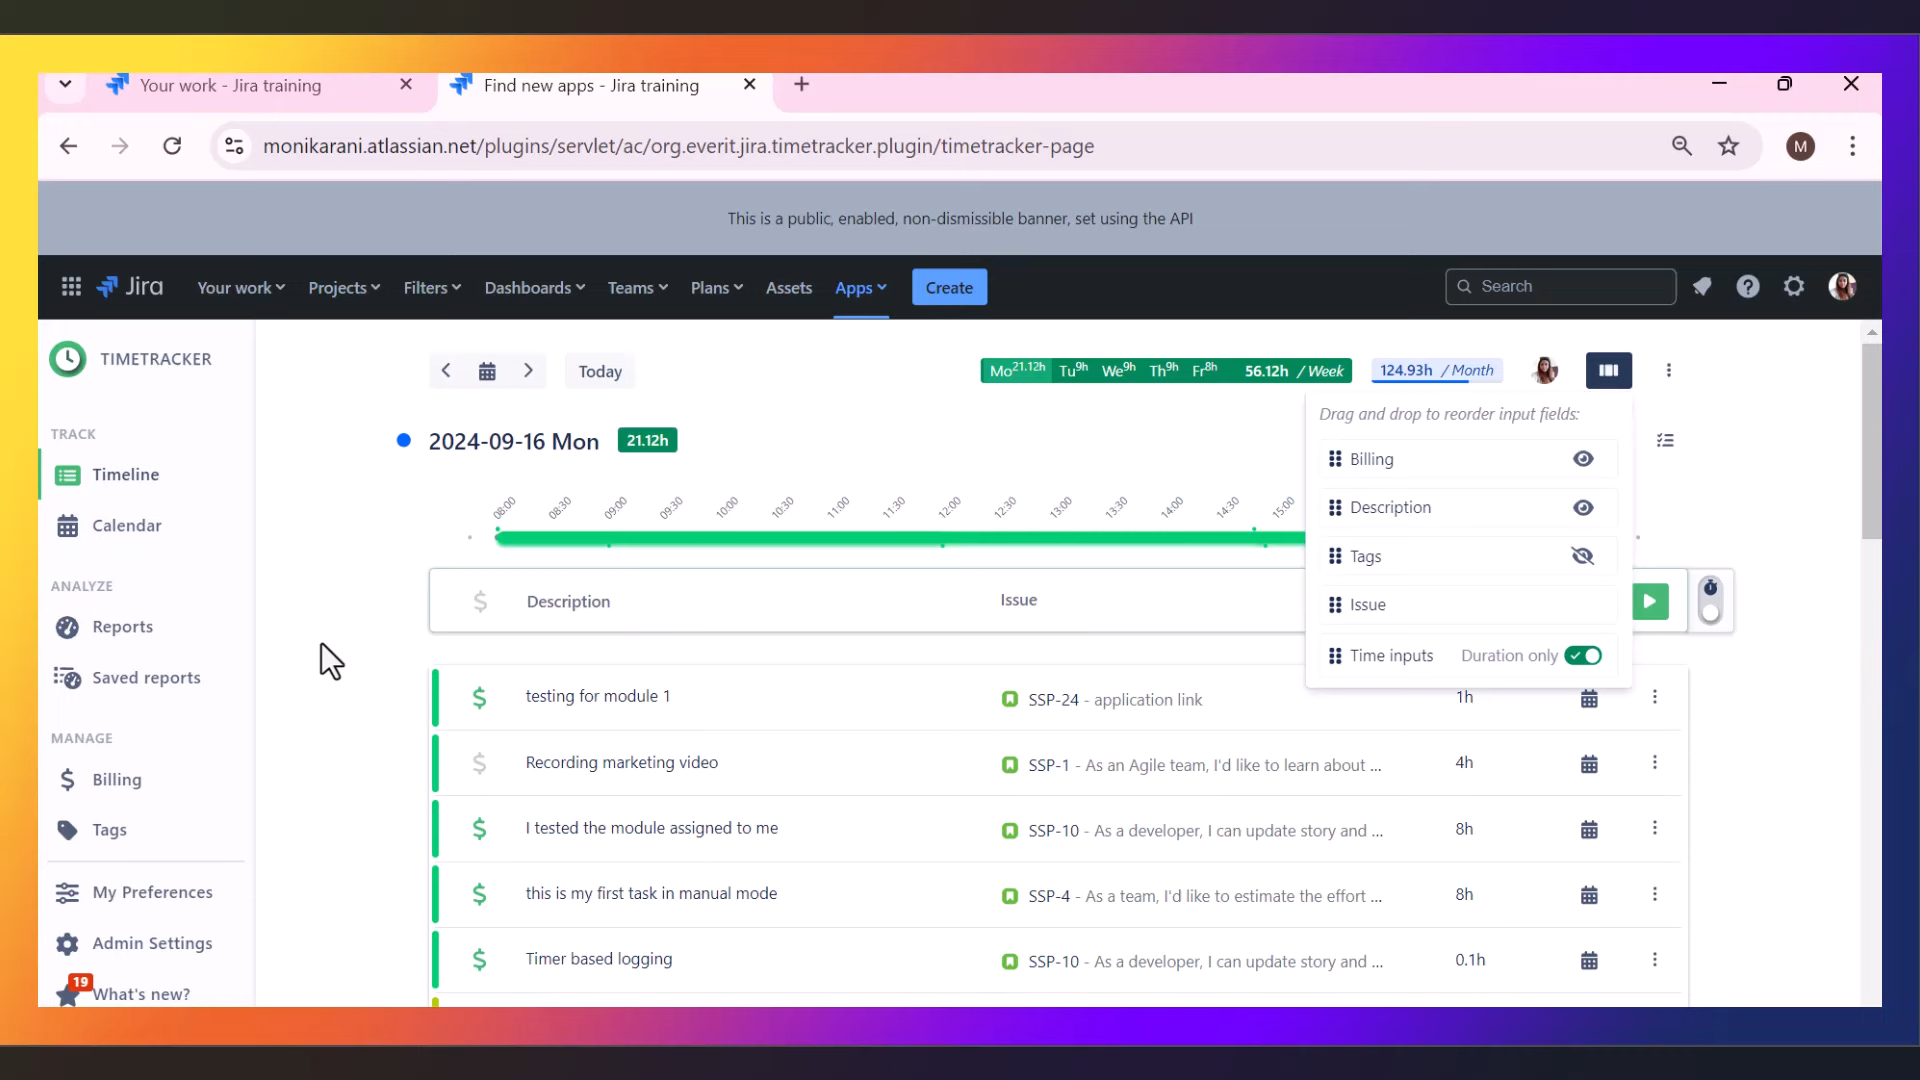 Your work - Jira training
Find new apps - Jira training
monikarani.atlassian.net/plugins/servlet/ac/org.everit.jira.timetracker.plugin/timetracker-page
M
This is a public, enabled, non-dismissible banner, set using the API
Jira
Your work
Projects
Filters
Dashboards
Teams
Plans
Assets
Apps
Create
Search
TIMETRACKER
TRACK
Timeline
Calendar
ANALYZE
Reports
Saved reports
MANAGE
Billing
Tags
My Preferences
Admin Settings
19
What's new?
Today
Mo21.12h Tu9h We9h Th9h Fr8h 56.12h / Week
124.93h / Month
2024-09-16 Mon 21.12h
08:00 08:30 09:00 09:30 10:00 10:30 11:00 11:30 12:00 12:30 13:00 13:30 14:00 14:30 15:00
Drag and drop to reorder input fields:
Billing
Description
Tags
Issue
Time inputs Duration only
$ Description Issue
$ testing for module 1 SSP-24 - application link 1h
$ Recording marketing video SSP-1 - As an Agile team, I'd like to learn about ... 4h
$ I tested the module assigned to me SSP-10 - As a developer, I can update story and ... 8h
$ this is my first task in manual mode SSP-4 - As a team, I'd like to estimate the effort ... 8h
$ Timer based logging SSP-10 - As a developer, I can update story and ... 0.1h